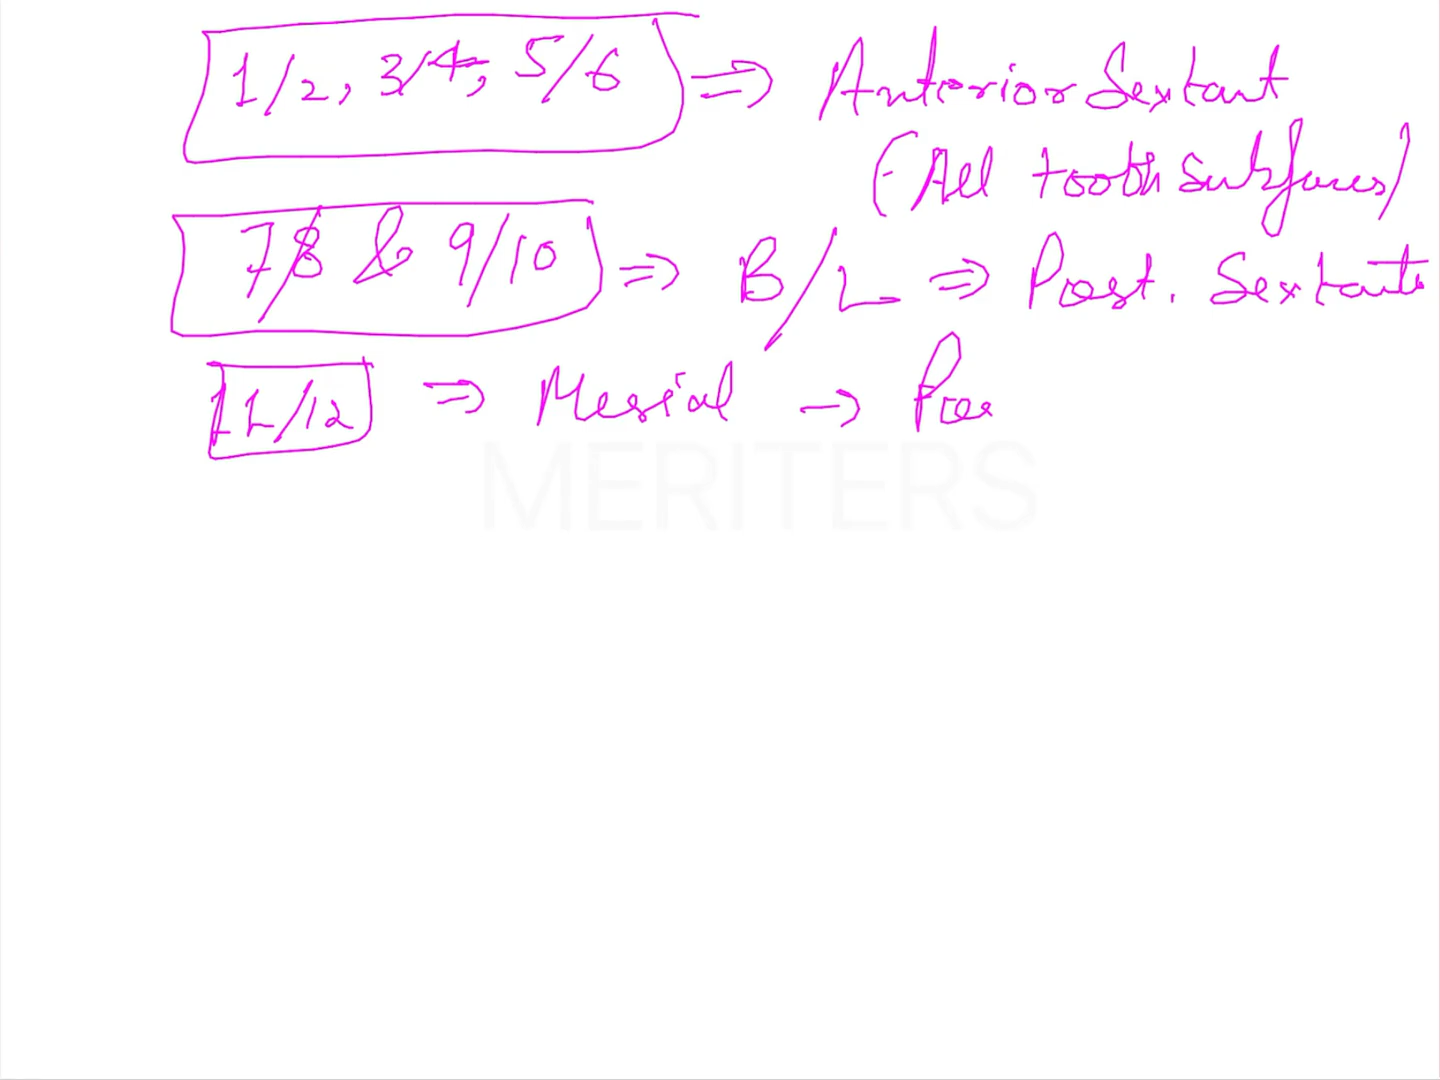 1/2, 3/4, 5/6 ⇒ Anterior Sextant
(All tooth surfaces)
7/8 & 9/10 ⇒ B/L ⇒ Post. Sextant
11/12 ⇒ Mesial → Pos
MERITERS